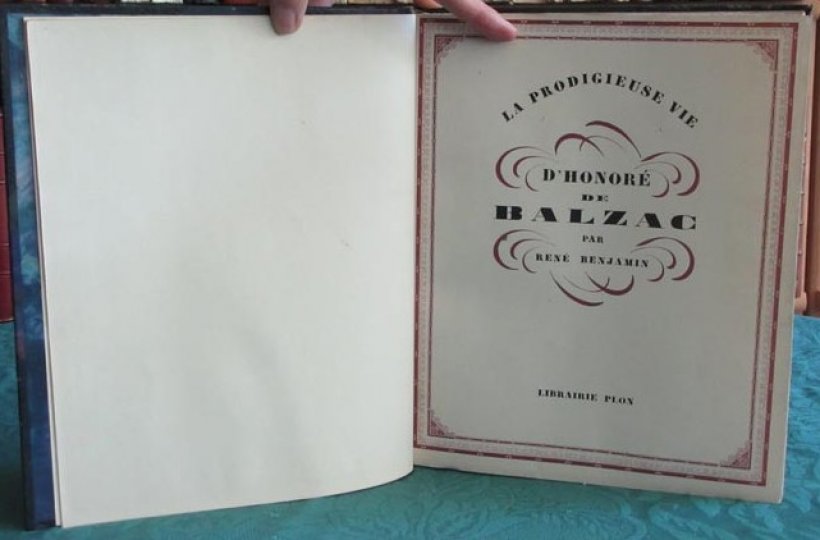 LA PRODIGIEUSE VIE
D'HONORÉ
DE
BALZAC
PAR
RENÉ BENJAMIN
LIBRAIRIE PLON